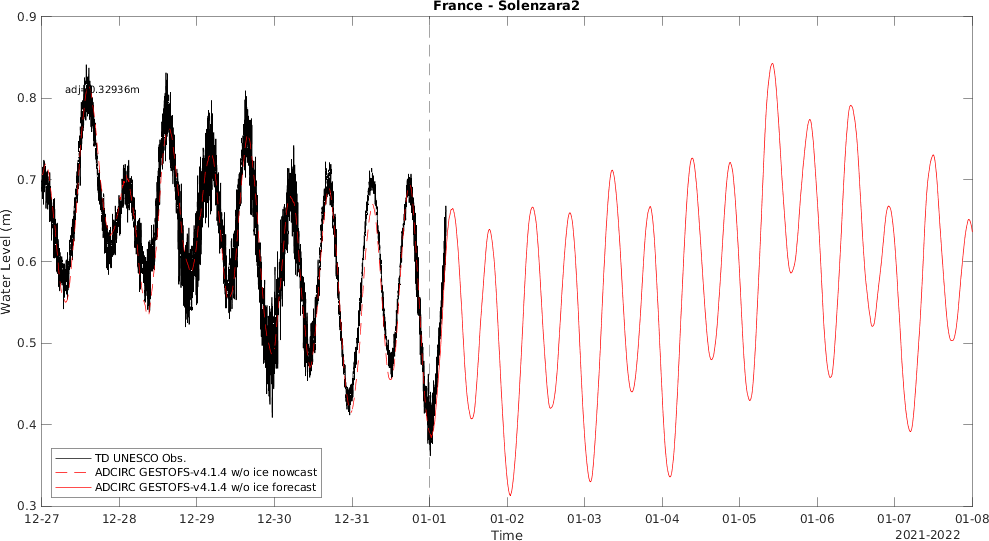 France - Solenzara2
0.9
0.8
0.7
0.6
0.5
0.4
0.3
Water Level (m)
adj=0.32936m
TD UNESCO Obs.
ADCIRC GESTOFS-v4.1.4 w/o ice nowcast
ADCIRC GESTOFS-v4.1.4 w/o ice forecast
12-27 12-28 12-29 12-30 12-31 01-01 01-02 01-03 01-04 01-05 01-06 01-07 01-08
Time
2021-2022